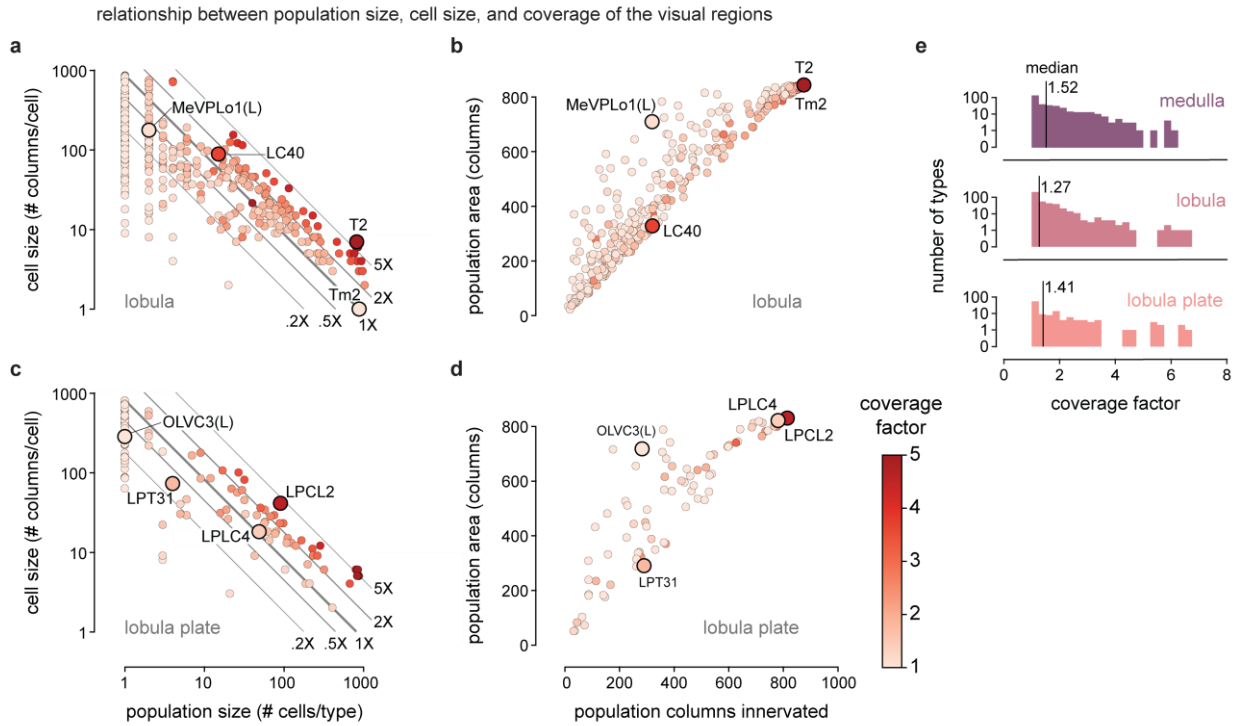 relationship between population size, cell size, and coverage of the visual regions
a
cell size (# columns/cell)
1000
100
10
1
MeVPLo1(L)
LC40
T2
Tm2
5X
2X
1X
.5X
.2X
lobula
b
population area (columns)
800
600
400
200
0
T2
Tm2
MeVPLo1(L)
LC40
lobula
e
number of types
median
1.52
medulla
100
10
1
0
1.27
lobula
100
10
1
0
1.41
lobula plate
100
10
1
0
0
2
4
6
8
coverage factor
c
cell size (# columns/cell)
1000
100
10
1
OLVC3(L)
LPT31
LPCL2
LPLC4
5X
2X
1X
.5X
.2X
lobula plate
1
10
100
1000
population size (# cells/type)
d
population area (columns)
800
600
400
200
0
LPLC4
LPCL2
OLVC3(L)
LPT31
lobula plate
0
200
400
600
800
1000
population columns innervated
coverage
factor
5
4
3
2
1